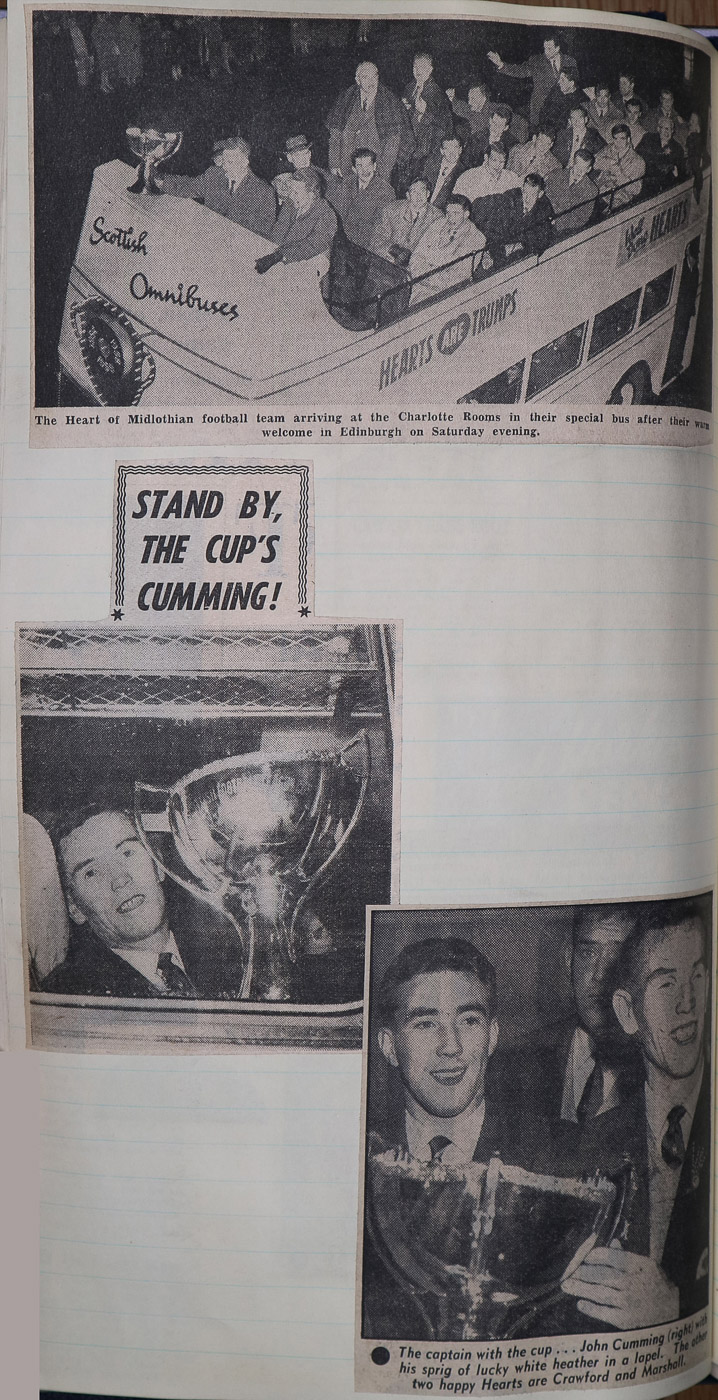 Scottish
Omnibuses
HEARTS ARE TRUMPS
HEARTS
The Heart of Midlothian football team arriving at the Charlotte Rooms in their special bus after their warm
welcome in Edinburgh on Saturday evening.
STAND BY,
THE CUP'S
CUMMING!
The captain with the cup . . . John Cumming (right) with
his sprig of lucky white heather in a lapel. The other
two happy Hearts are Crawford and Marshall.